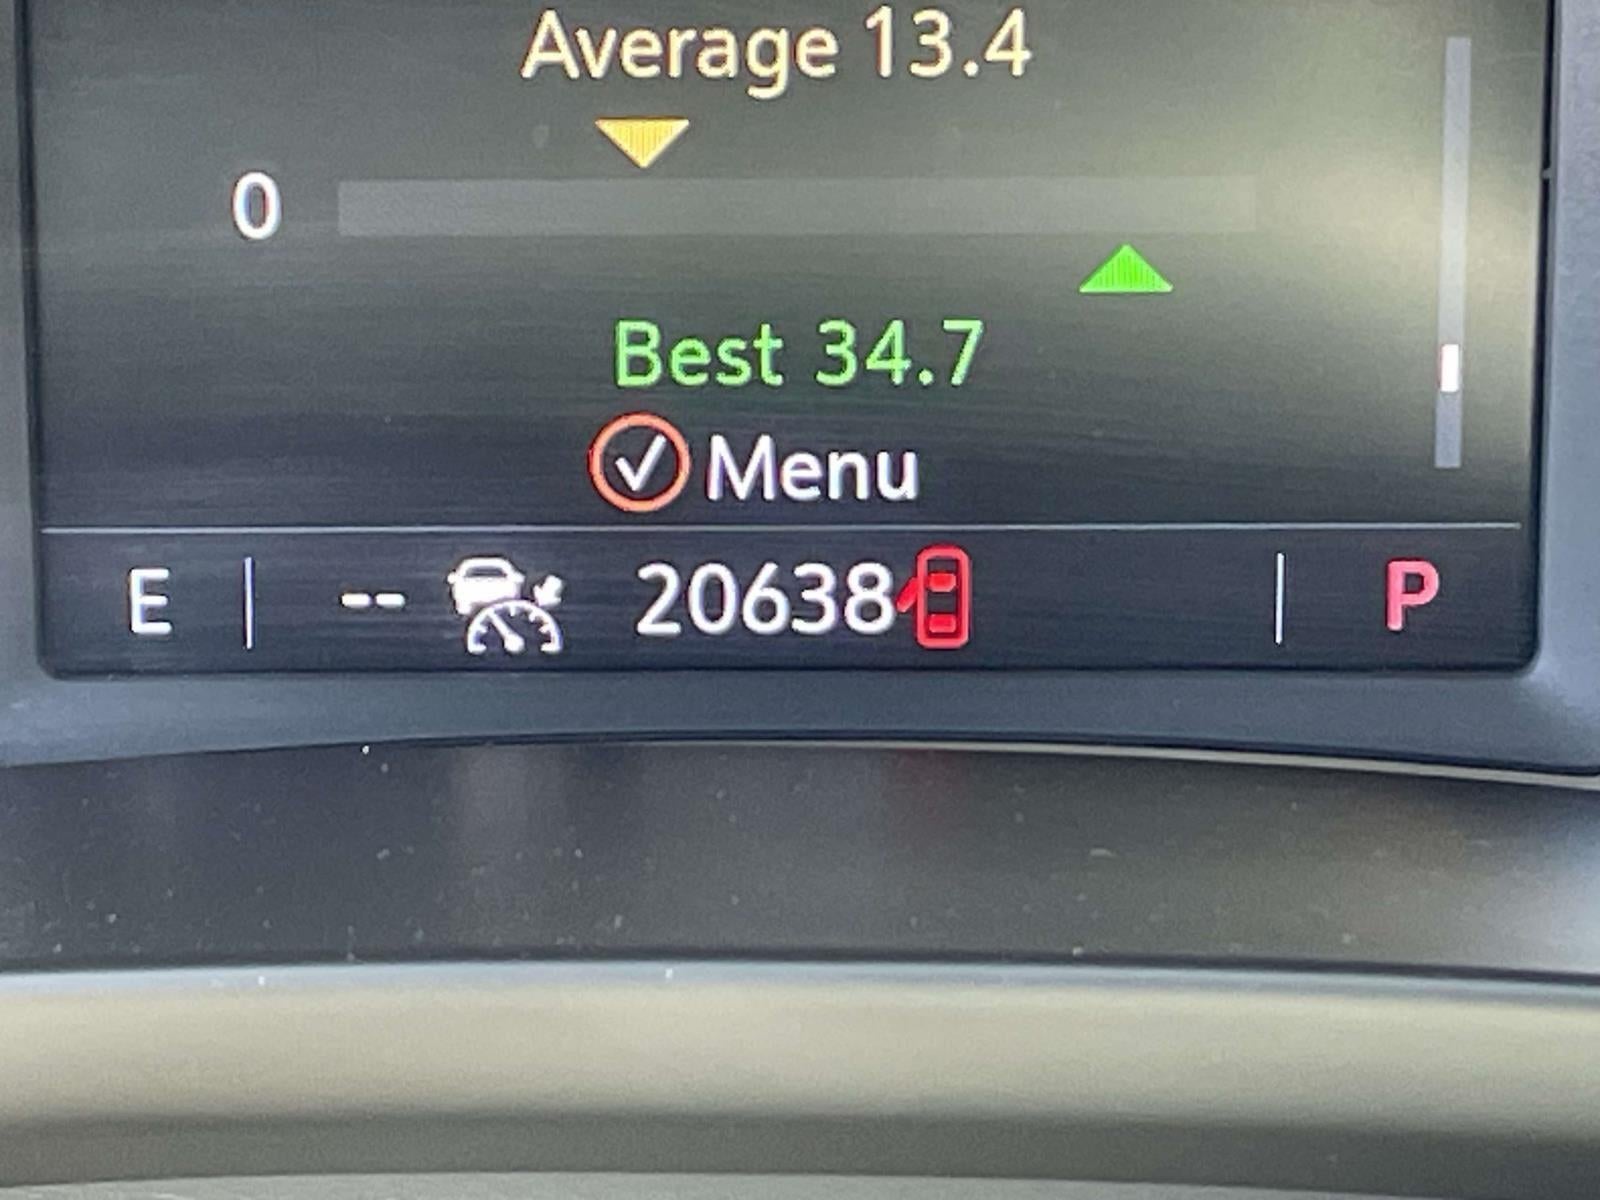 Average 13.4
0
Best 34.7
Menu
E -- 20638 P